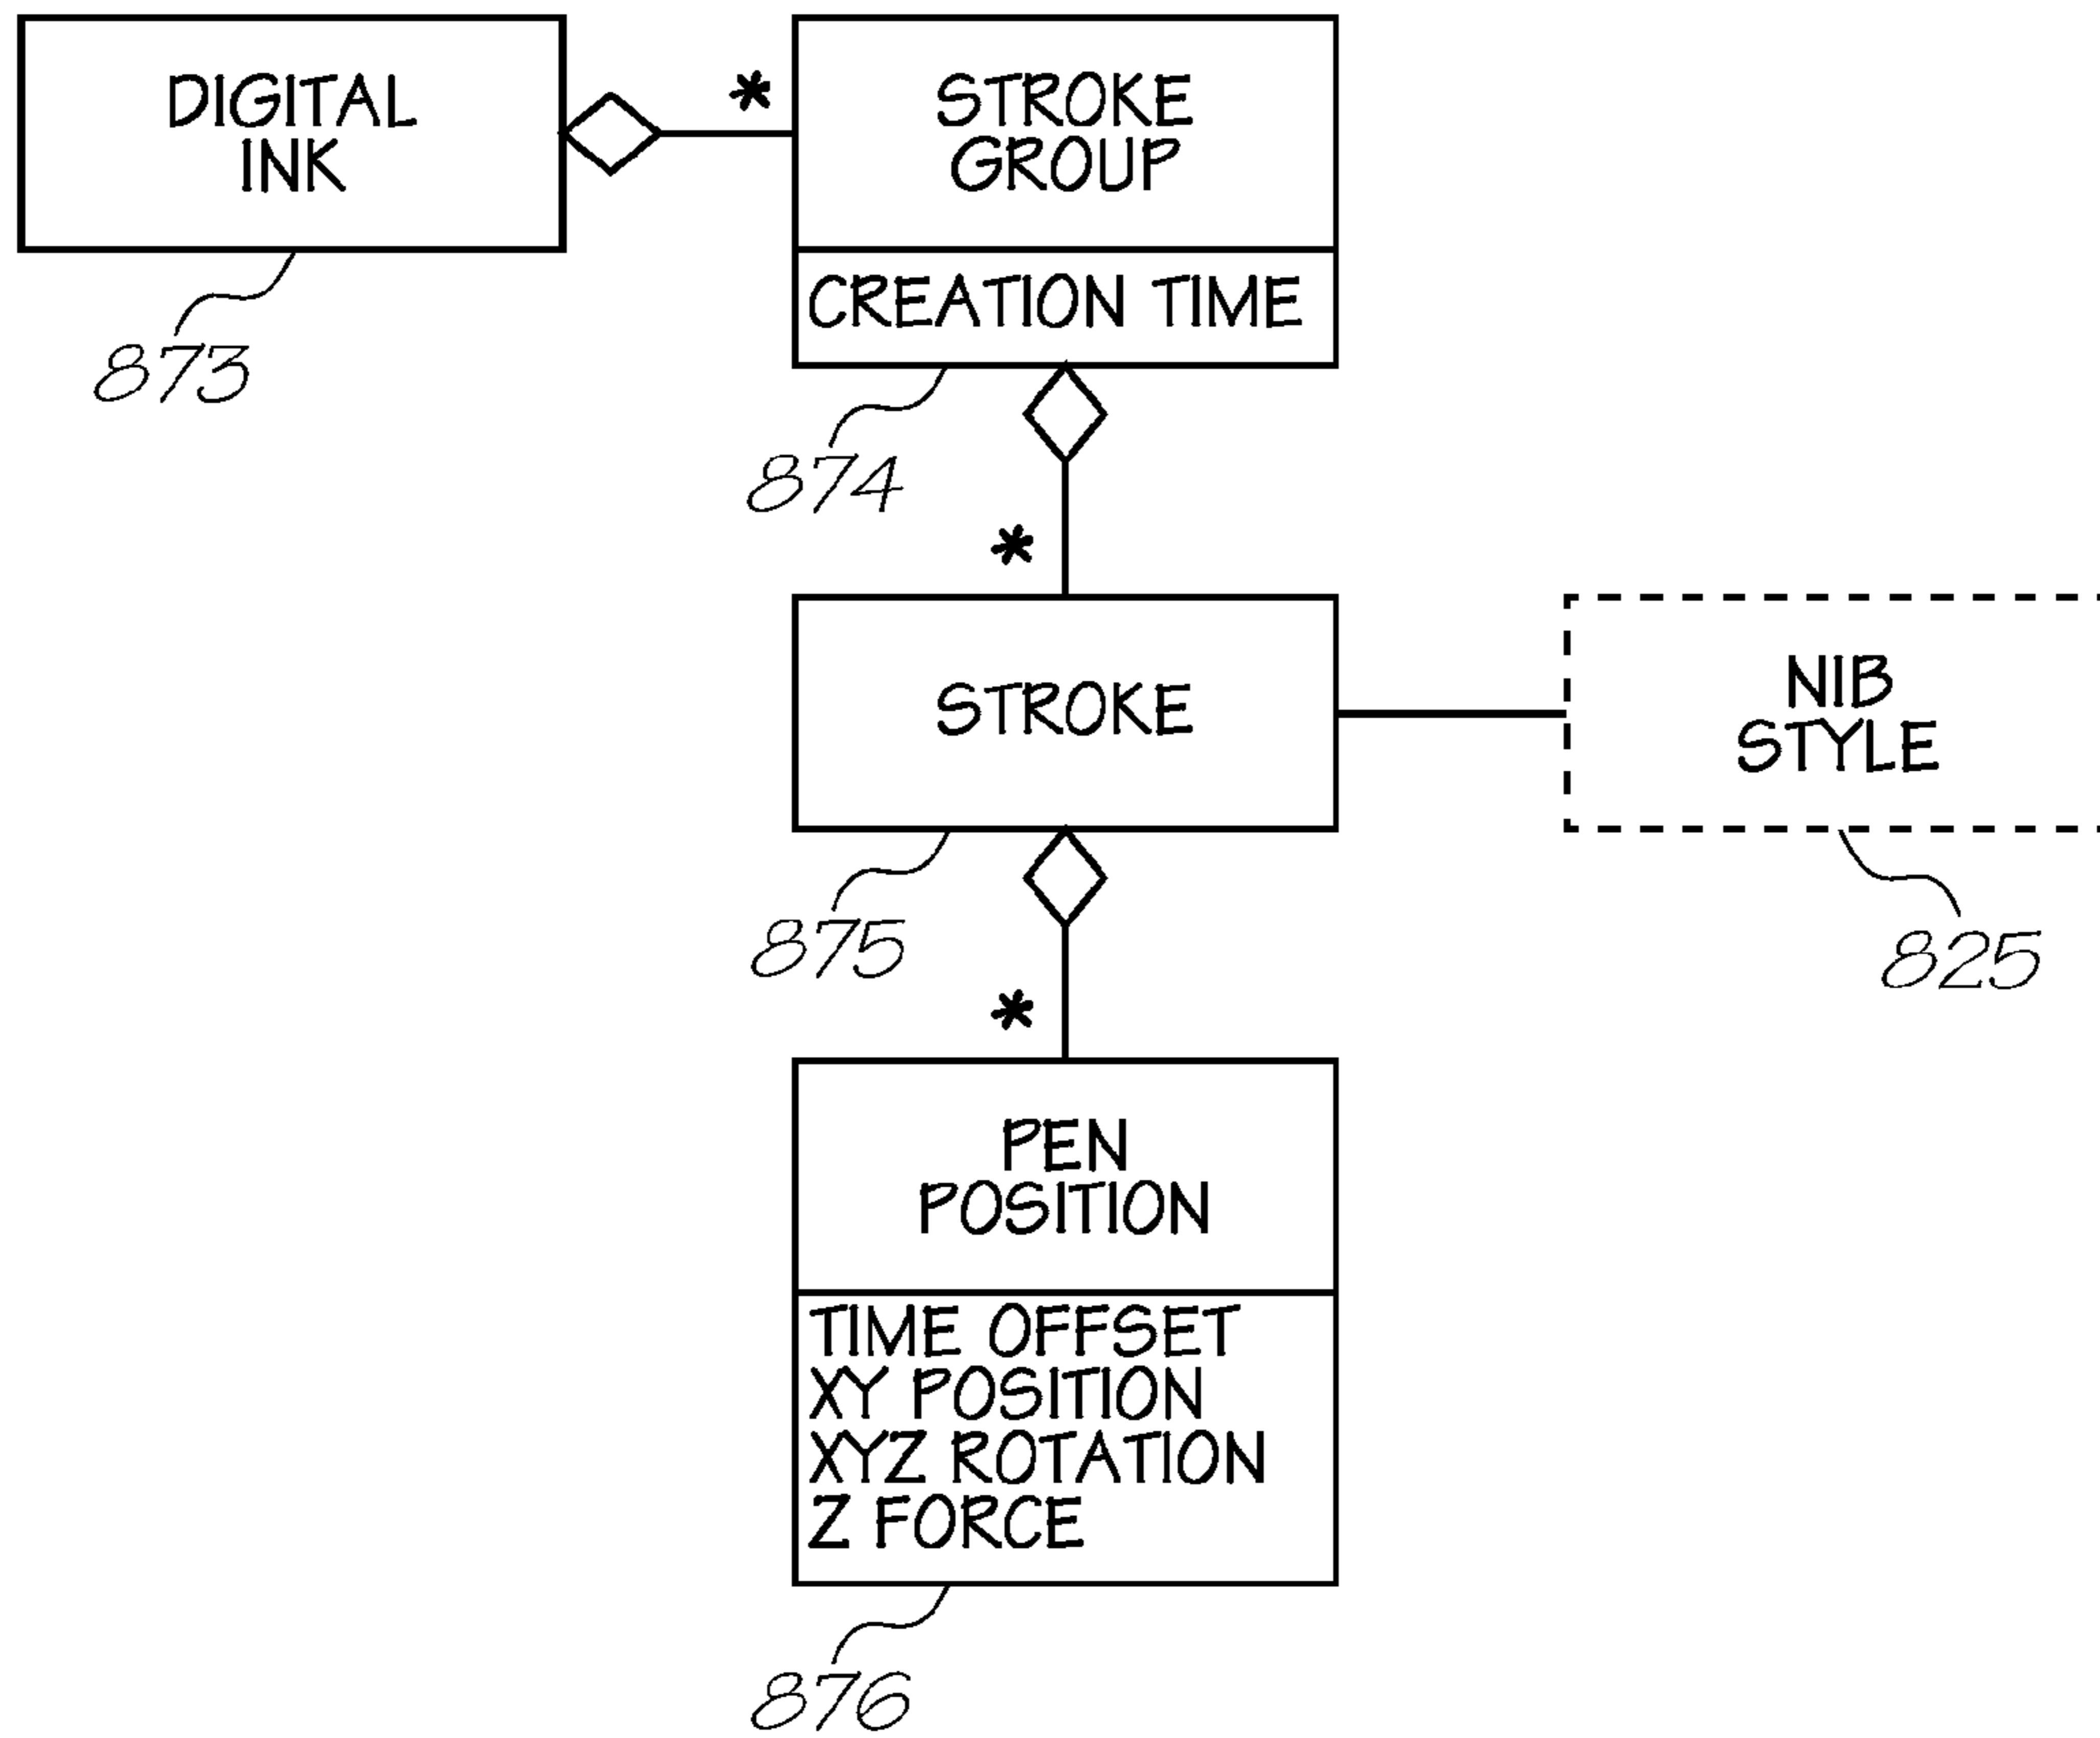 DIGITAL
INK
873
*
STROKE
GROUP
CREATION TIME
874
*
STROKE
875
NIB
STYLE
825
*
PEN
POSITION
TIME OFFSET
XY POSITION
XYZ ROTATION
Z FORCE
876